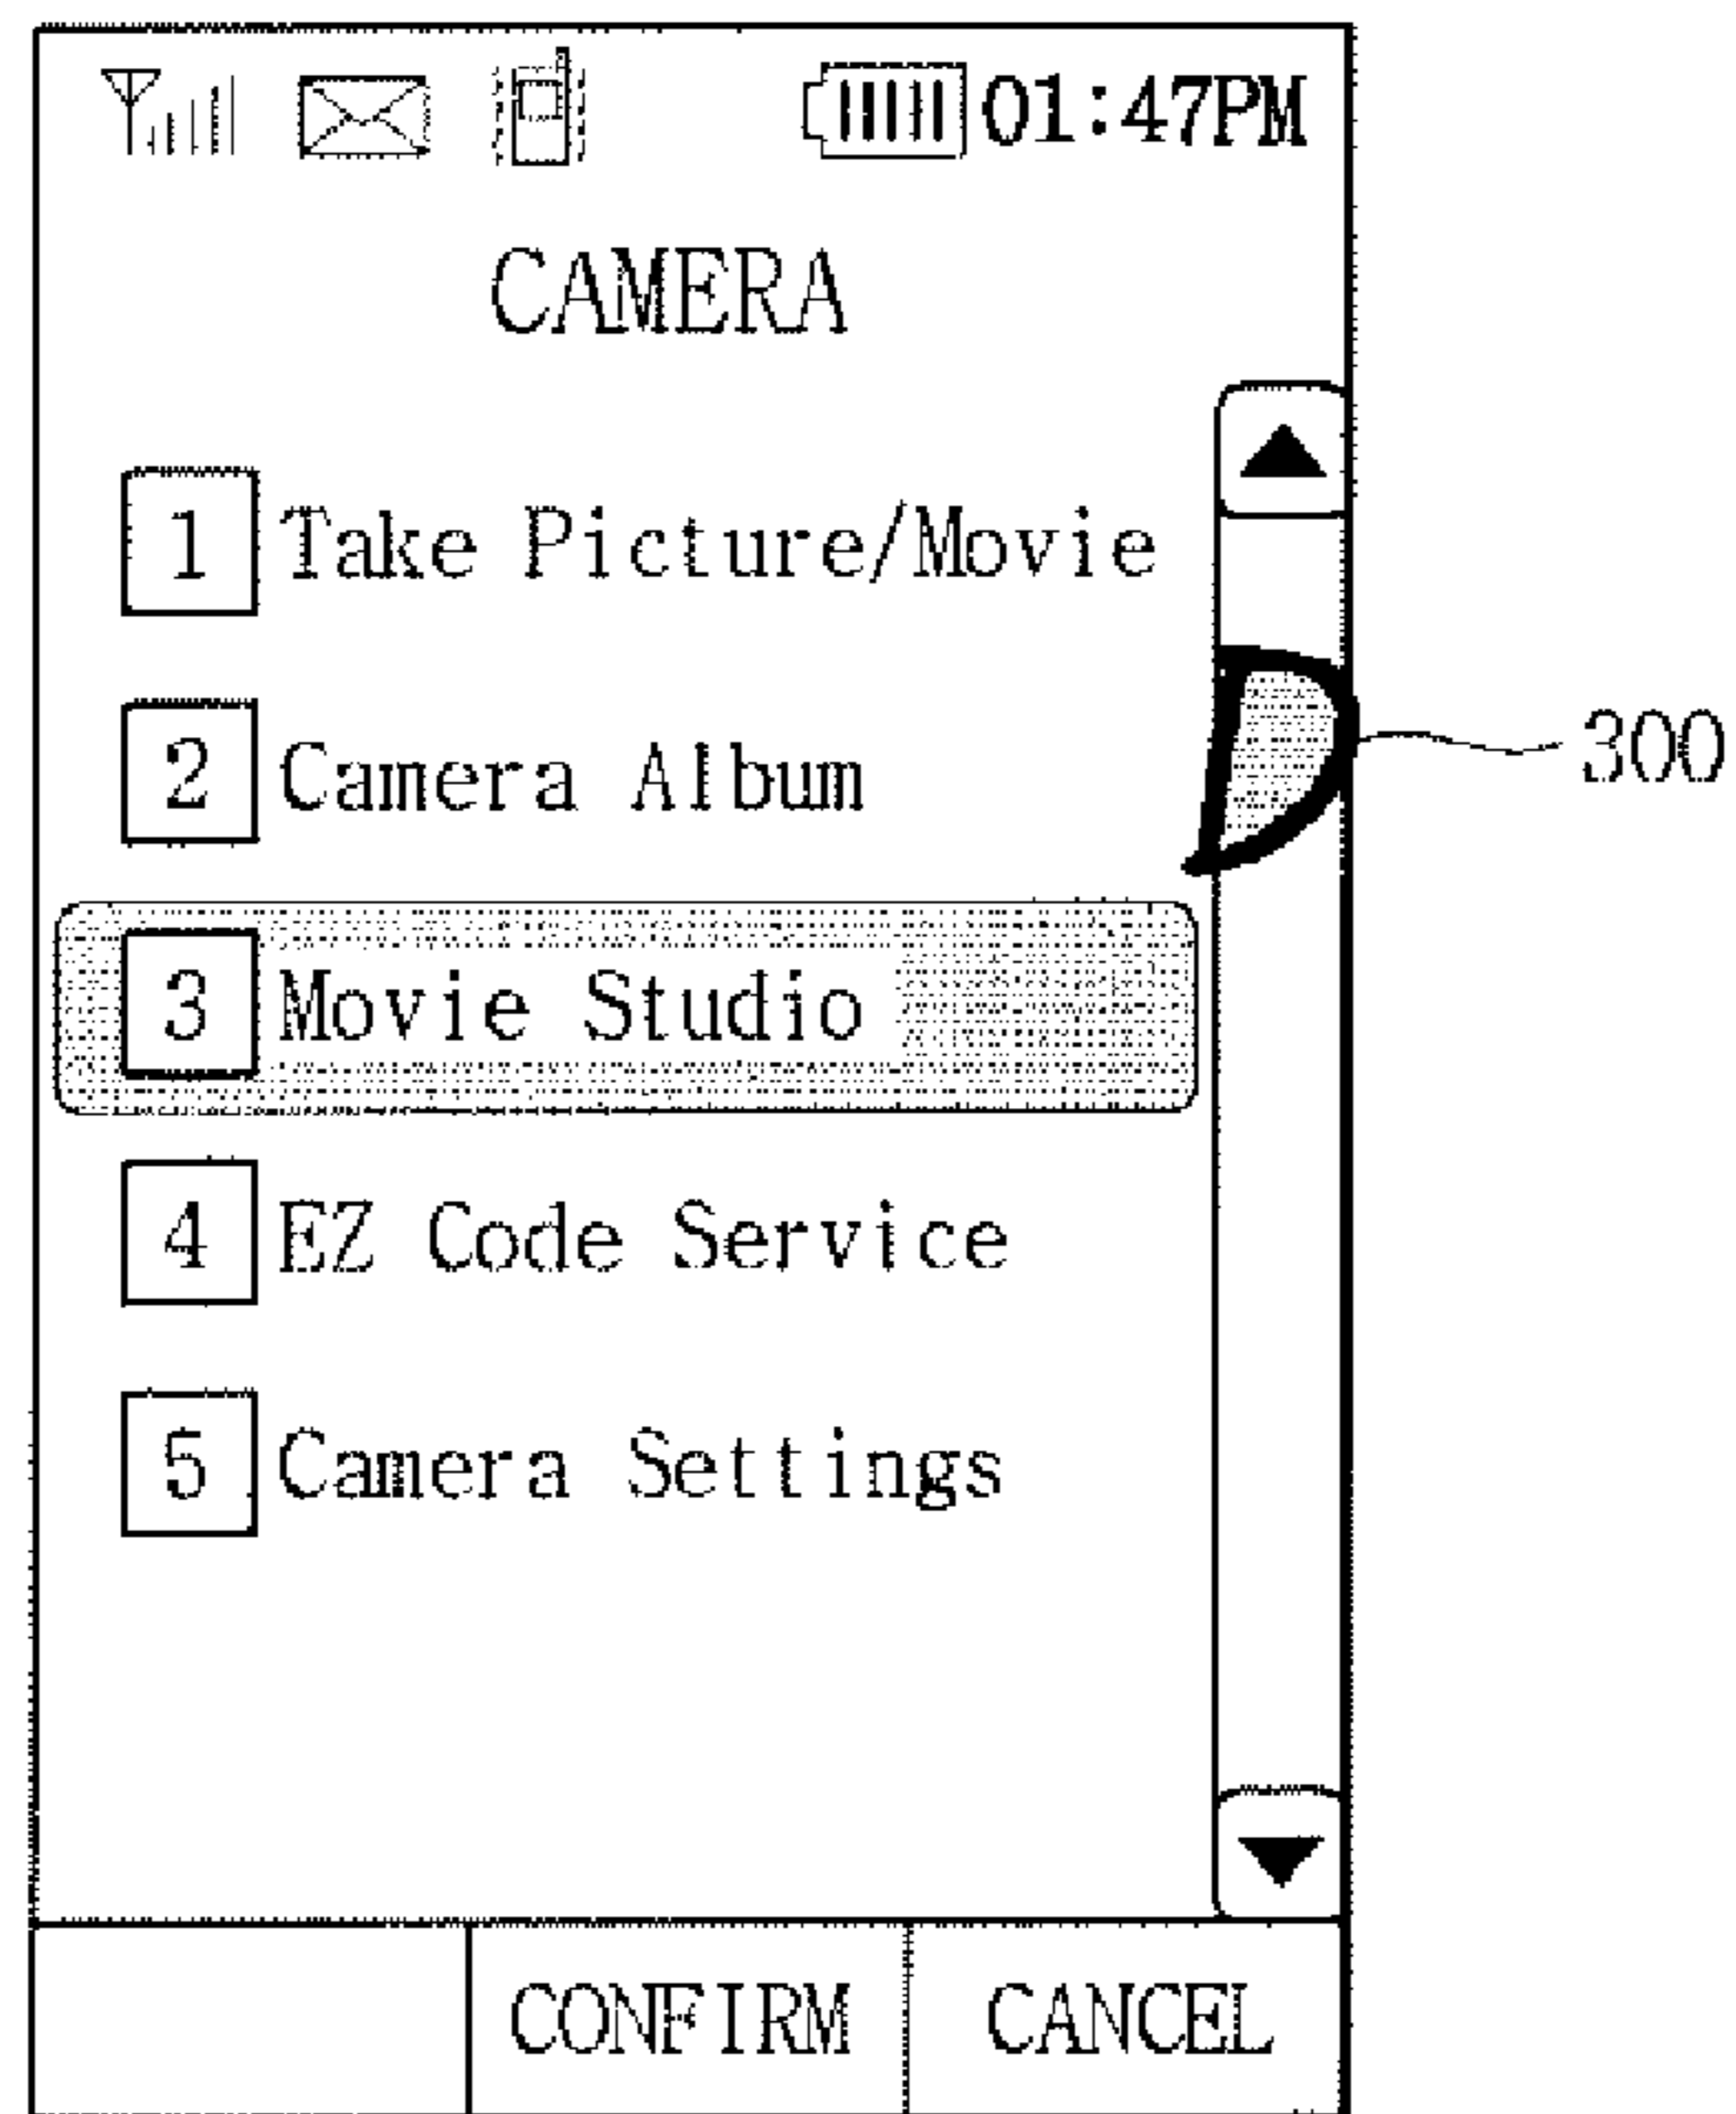 01:47PM
CAMERA
1 Take Picture/Movie
300
2 Camera Album
3 Movie Studio
4 EZ Code Service
5 Camera Settings
CONFIRM CANCEL